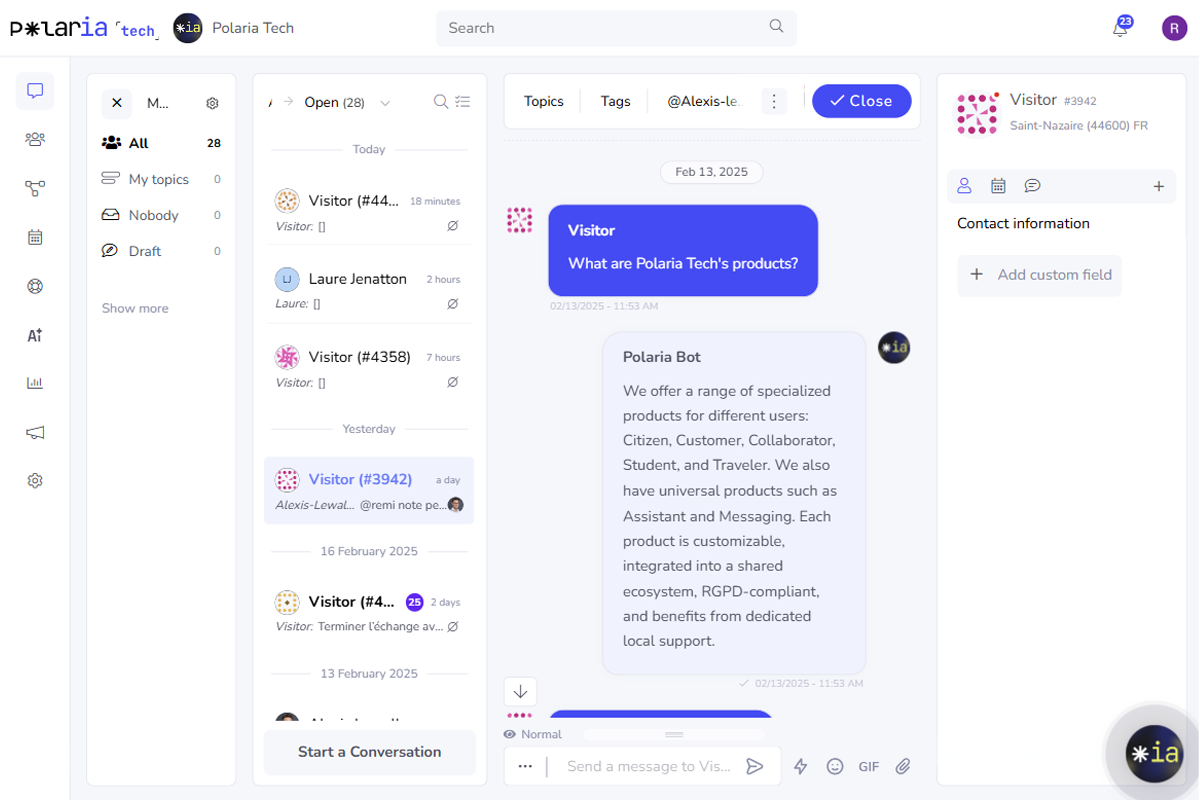 polaria tech
*ia
Polaria Tech
Search
23
R
M...
All 28
My topics 0
Nobody 0
Draft 0
Show more
Open (28)
Today
Visitor (#44... 18 minutes
Visitor: []
LJ
Laure Jenatton 2 hours
Laure: []
Visitor (#4358) 7 hours
Visitor: []
Yesterday
Visitor (#3942) a day
Alexis-Lewal... @remi note pe...
16 February 2025
Visitor (#4... 25 2 days
Visitor: Terminer l'échange av...
13 February 2025
Start a Conversation
Topics
Tags
@Alexis-le..
Close
Feb 13, 2025
Visitor
What are Polaria Tech's products?
02/13/2025 - 11:53 AM
*ia
Polaria Bot
We offer a range of specialized
products for different users:
Citizen, Customer, Collaborator,
Student, and Traveler. We also
have universal products such as
Assistant and Messaging. Each
product is customizable,
integrated into a shared
ecosystem, RGPD-compliant,
and benefits from dedicated
local support.
02/13/2025 - 11:53 AM
Normal
Send a message to Vis...
GIF
Visitor #3942
Saint-Nazaire (44600) FR
Contact information
+ Add custom field
*ia